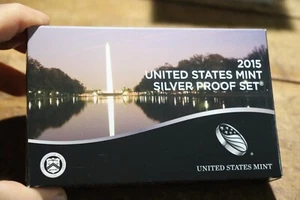 2015
UNITED STATES MINT
SILVER PROOF SET®
UNITED STATES MINT